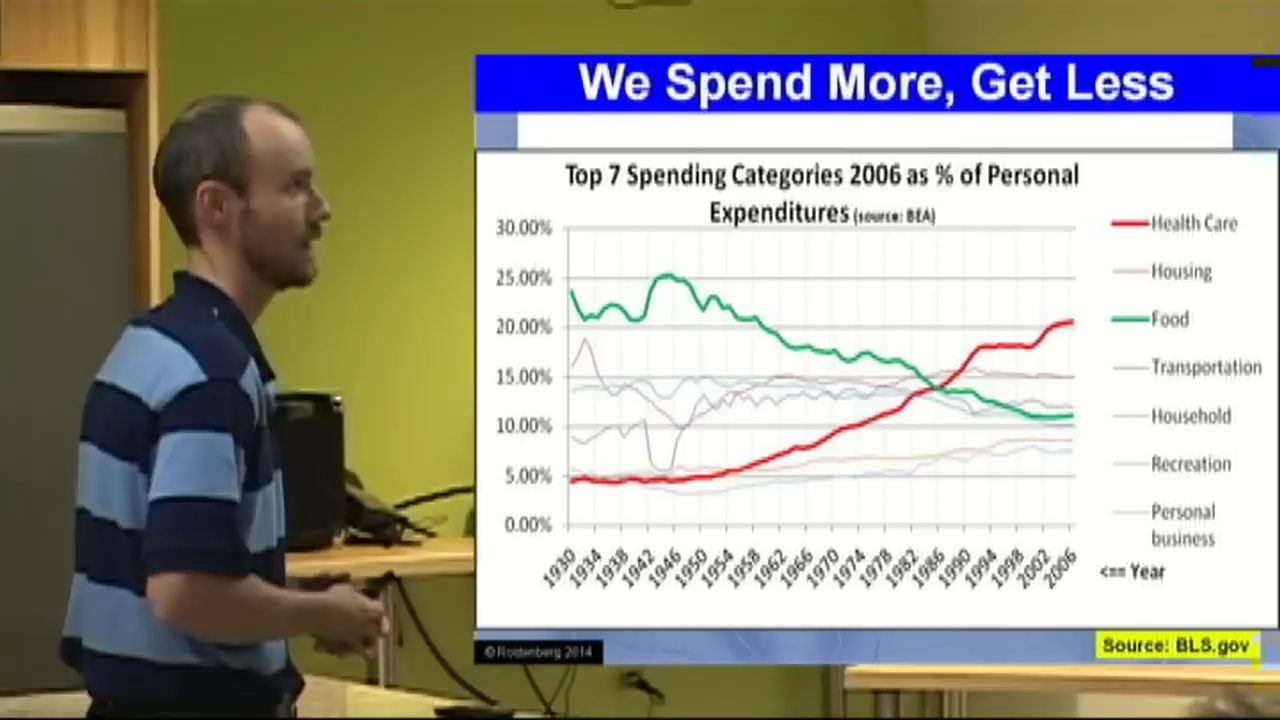 We Spend More, Get Less
Top 7 Spending Categories 2006 as % of Personal
Expenditures (source: BEA)
30.00%
25.00%
20.00%
15.00%
10.00%
5.00%
0.00%
1930
1934
1938
1942
1946
1950
1954
1958
1962
1966
1970
1974
1978
1982
1986
1990
1994
1998
2002
2006
Health Care
Housing
Food
Transportation
Household
Recreation
Personal
business
<== Year
© Rostenberg 2014
Source: BLS.gov